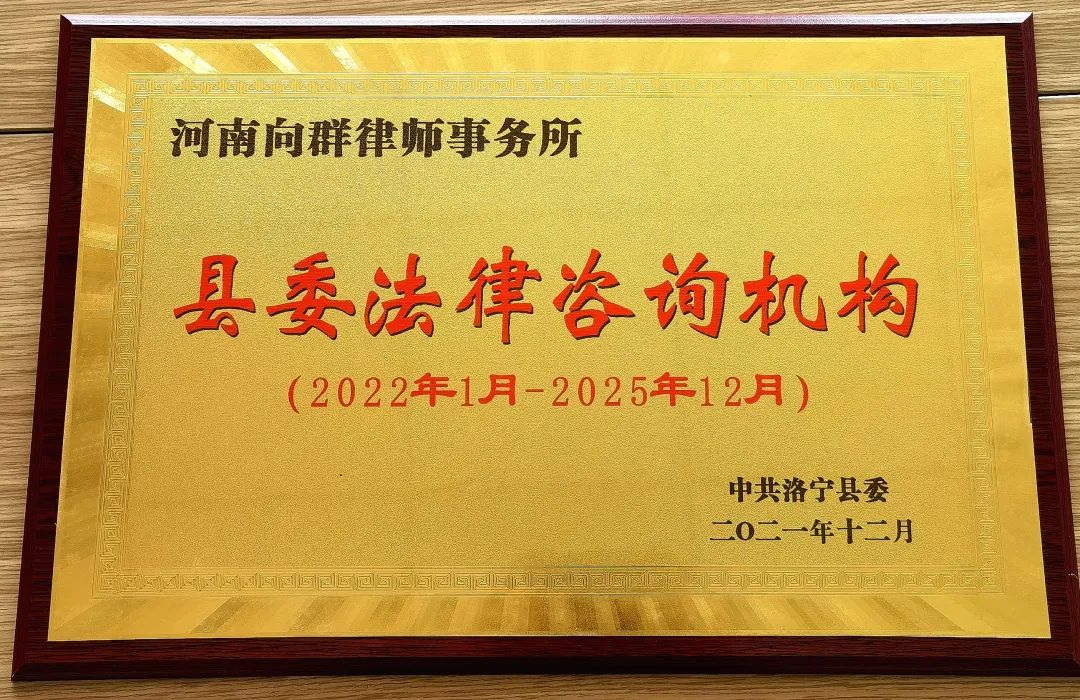 河南向群律师事务所
县委法律咨询机构
(2022年1月-2025年12月)
中共洛宁县委
二〇二一年十二月